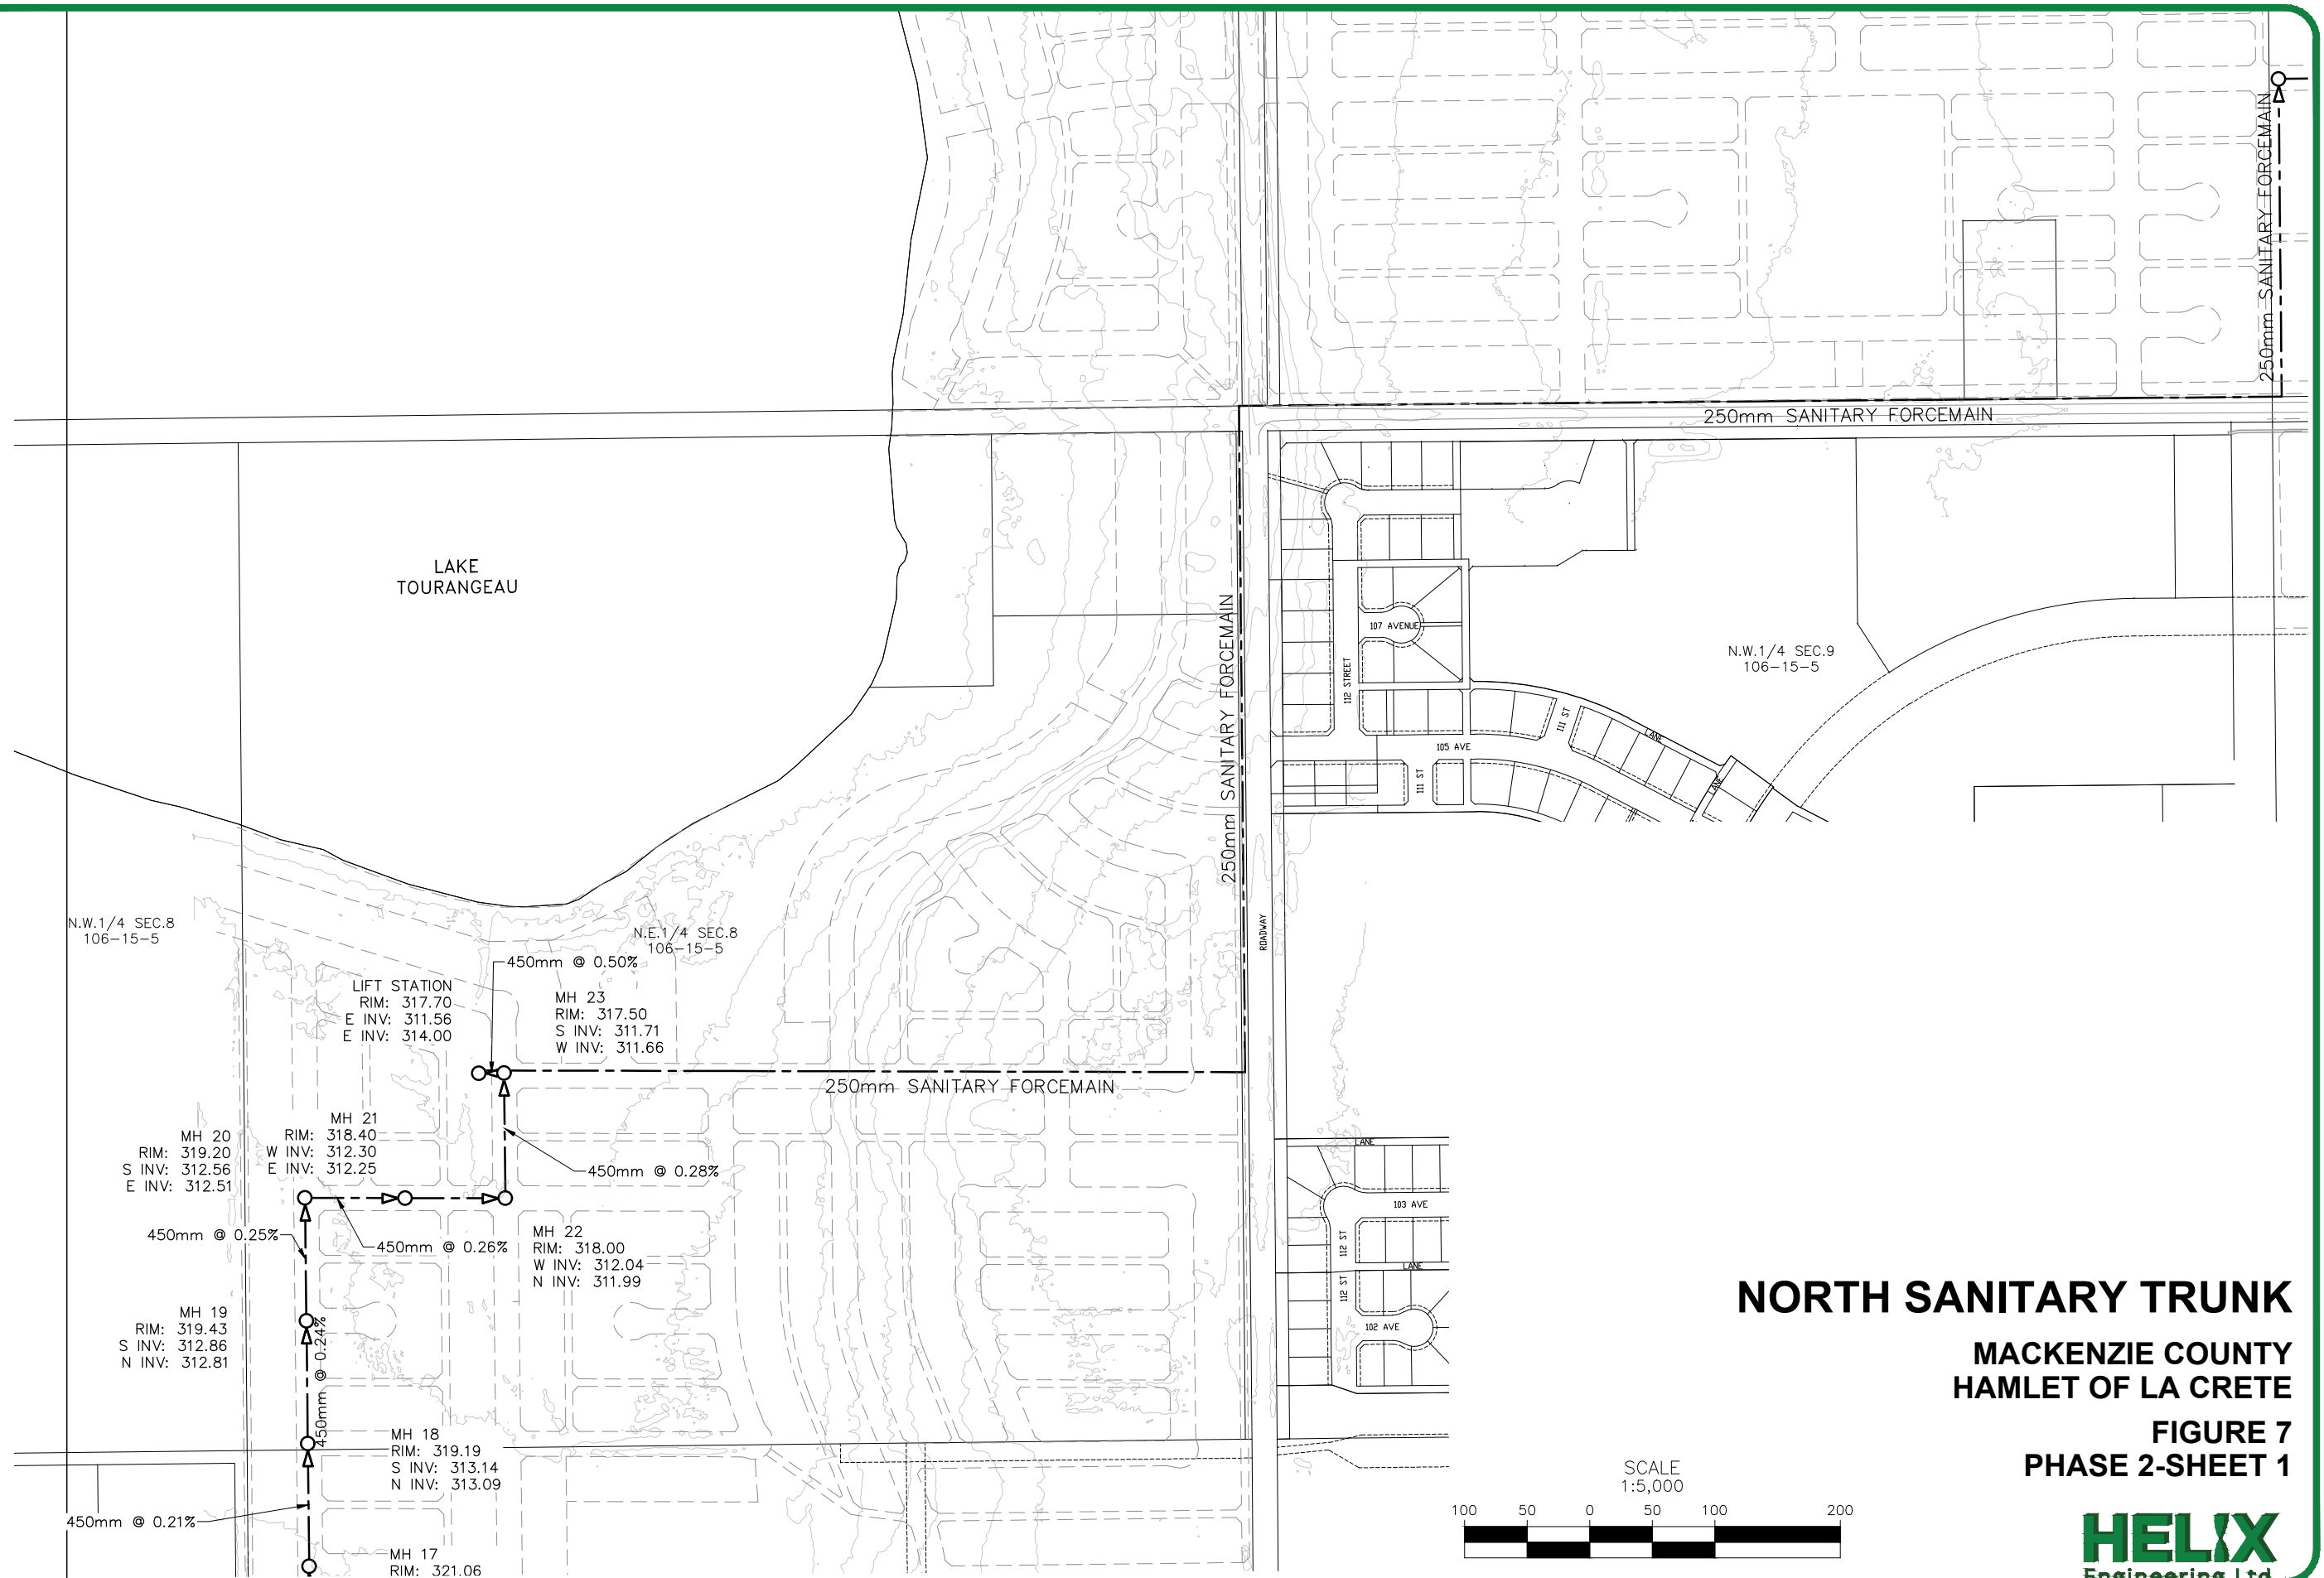 250mm SANITARY FORCEMAIN
250mm SANITARY FORCEMAIN
LAKE
TOURANGEAU
250mm SANITARY FORCEMAIN
107 AVENUE
112 STREET
N.W.1/4 SEC.9
106-15-5
111 ST
LANE
105 AVE
111 ST
LANE
N.W.1/4 SEC.8
106-15-5
N.E.1/4 SEC.8
106-15-5
ROADWAY
450mm @ 0.50%
LIFT STATION
RIM: 317.70
E INV: 311.56
E INV: 314.00
MH 23
RIM: 317.50
S INV: 311.71
W INV: 311.66
250mm SANITARY FORCEMAIN
MH 20
RIM: 319.20
S INV: 312.56
E INV: 312.51
MH 21
RIM: 318.40
W INV: 312.30
E INV: 312.25
450mm @ 0.28%
LANE
103 AVE
112 ST
LANE
112 ST
102 AVE
450mm @ 0.25%
450mm @ 0.26%
MH 22
RIM: 318.00
W INV: 312.04
N INV: 311.99
MH 19
RIM: 319.43
S INV: 312.86
N INV: 312.81
450mm @ 0.24%
MH 18
RIM: 319.19
S INV: 313.14
N INV: 313.09
450mm @ 0.21%
MH 17
RIM: 321.06
NORTH SANITARY TRUNK
MACKENZIE COUNTY
HAMLET OF LA CRETE
FIGURE 7
PHASE 2-SHEET 1
SCALE
1:5,000
100 50 0 50 100 200
HELIX
Engineering Ltd.